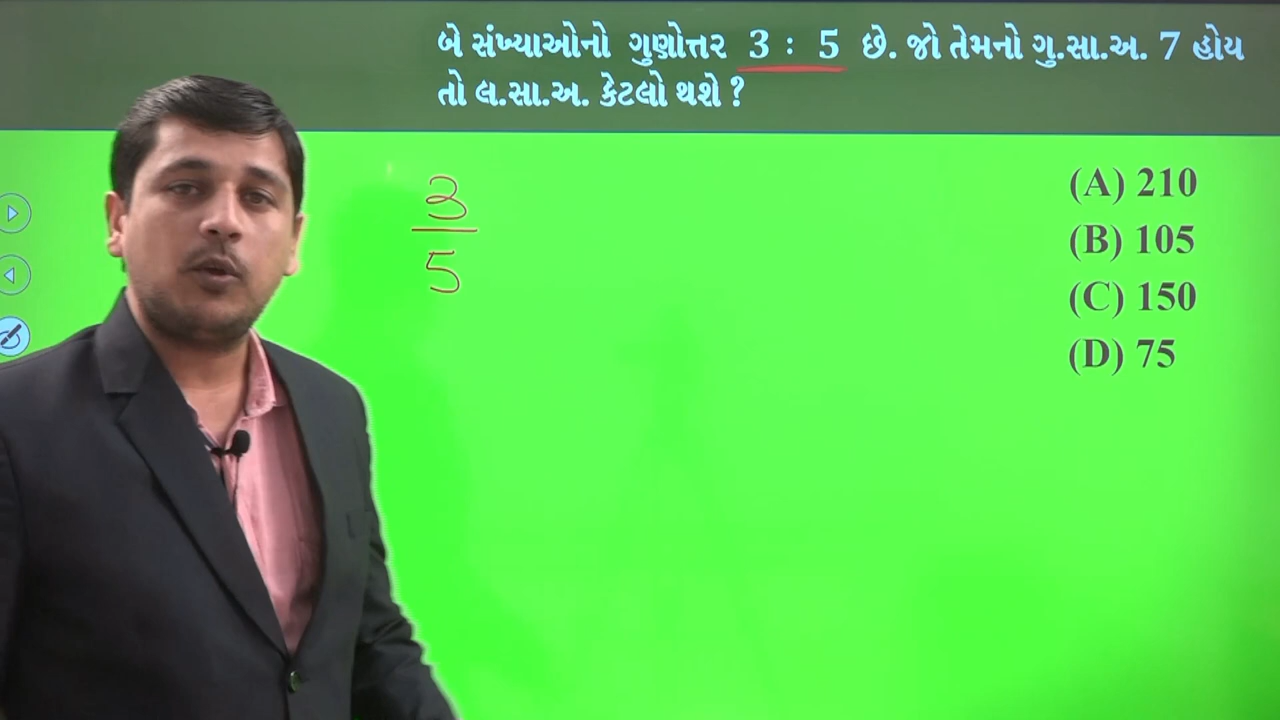 બે સંખ્યાઓનો ગુણોત્તર 3 : 5 છે. જો તેમનો ગુ.સા.અ. 7 હોય
તો લ.સા.અ. કેટલો થશે ?
3
5
(A) 210
(B) 105
(C) 150
(D) 75